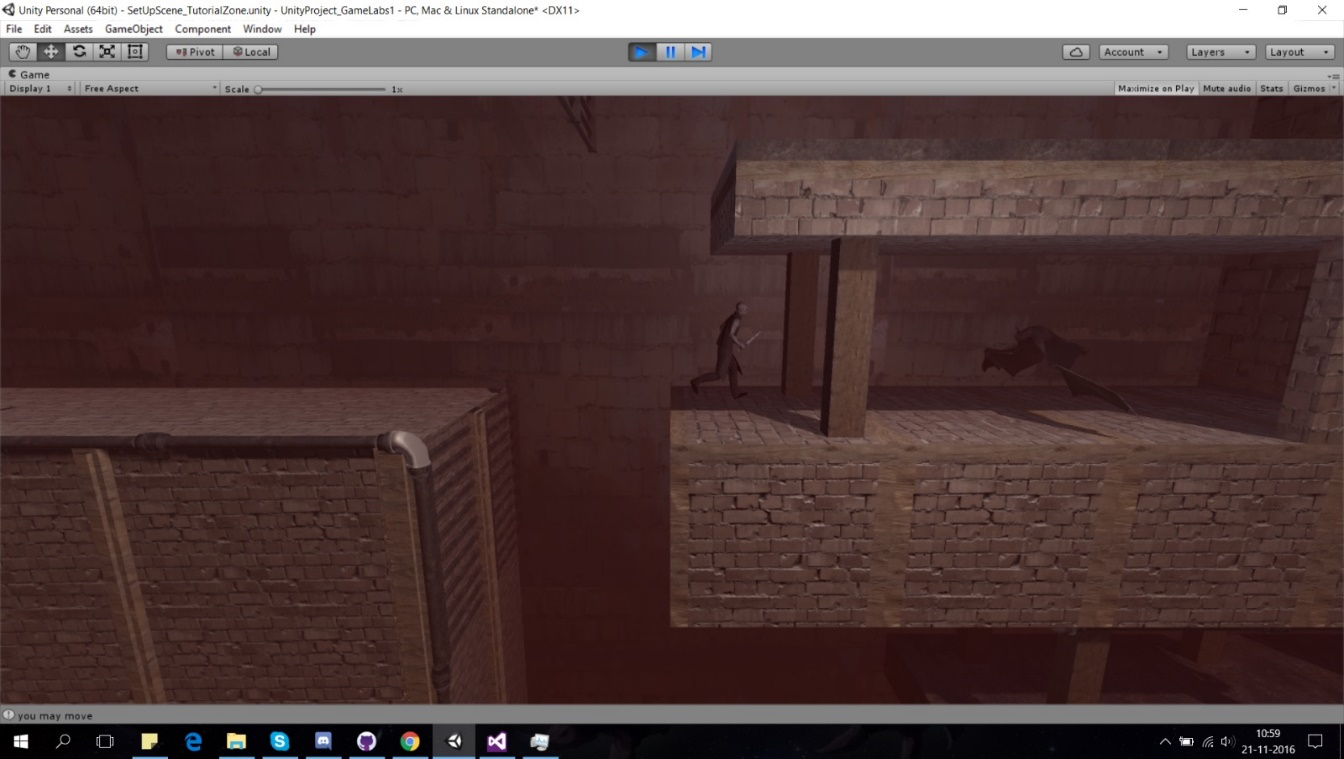 Unity Personal (64bit) - SetUpScene_TutorialZone.unity - UnityProject_GameLabs1 - PC, Mac & Linux Standalone* <DX11>
File Edit Assets GameObject Component Window Help
Pivot Local Account Layers Layout
Game
Display 1 Free Aspect Scale 1x Maximize on Play Mute audio Stats Gizmos
you may move
10:59
21-11-2016